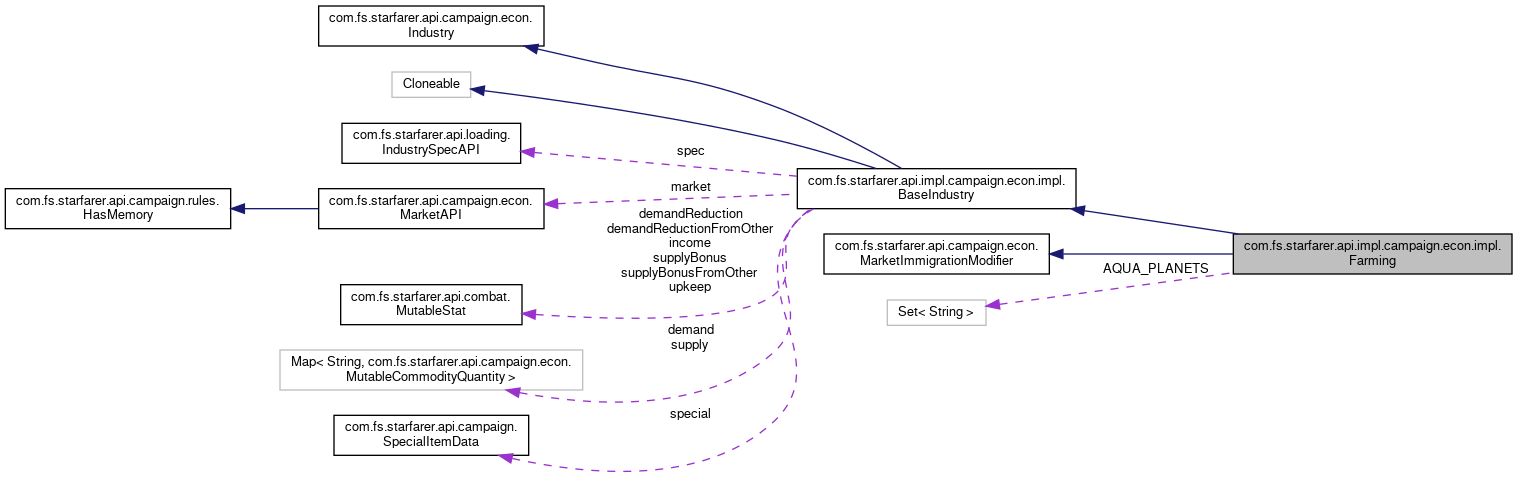 com.fs.starfarer.api.campaign.econ.
Industry
Cloneable
com.fs.starfarer.api.loading.
IndustrySpecAPI
spec
com.fs.starfarer.api.impl.campaign.econ.impl.
BaseIndustry
com.fs.starfarer.api.campaign.rules.
HasMemory
com.fs.starfarer.api.campaign.econ.
MarketAPI
market
demandReduction
demandReductionFromOther
income
supplyBonus
supplyBonusFromOther
upkeep
com.fs.starfarer.api.campaign.econ.
MarketImmigrationModifier
com.fs.starfarer.api.impl.campaign.econ.impl.
Farming
AQUA_PLANETS
Set< String >
com.fs.starfarer.api.combat.
MutableStat
demand
supply
Map< String, com.fs.starfarer.api.campaign.econ.
MutableCommodityQuantity >
special
com.fs.starfarer.api.campaign.
SpecialItemData